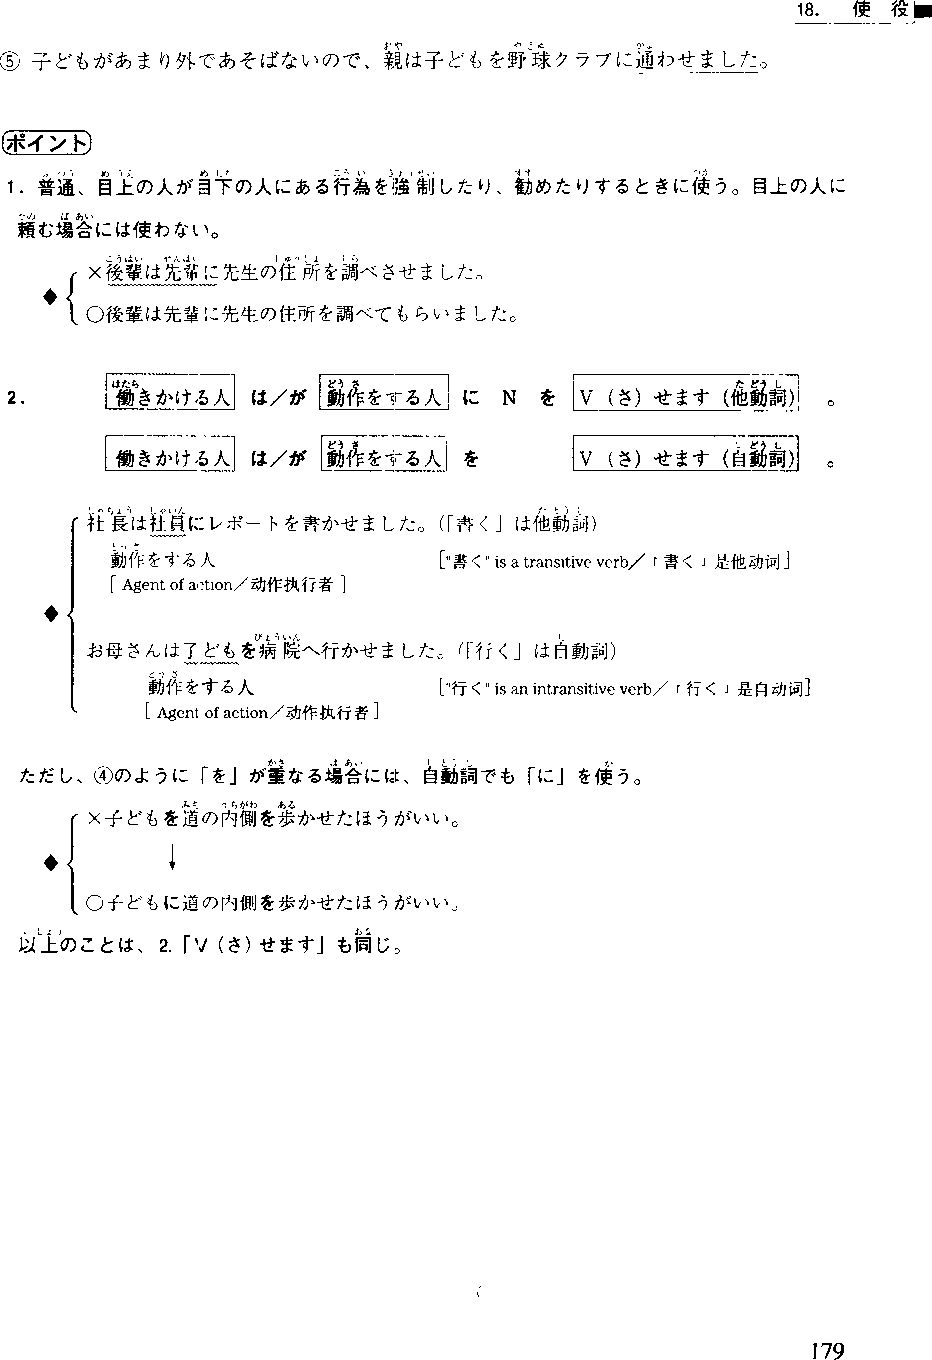 18. 使役
⑤ 子どもがあまり外であそばないので、親は子どもを野球クラブに通わせました。
ポイント
1. 普通、目上の人が目下の人にある行為を強制したり、勧めたりするときに使う。目上の人に
頼む場合には使わない。
×後輩は先輩に先生の住所を調べさせました。
◆
○後輩は先輩に先生の住所を調べてもらいました。
2. 働きかける人 は/が 動作をする人 に N を V（さ）せます（他動詞）。
働きかける人 は/が 動作をする人 を V（さ）せます（自動詞）。
社長は社員にレポートを書かせました。（「書く」は他動詞）
動作をする人 ["書く" is a transitive verb/「書く」是他动词]
[ Agent of action/动作执行者 ]
◆
お母さんは子どもを病院へ行かせました。（「行く」は自動詞）
動作をする人 ["行く" is an intransitive verb/「行く」是自动词]
[ Agent of action/动作执行者 ]
ただし、④のように「を」が重なる場合には、自動詞でも「に」を使う。
×子どもを道の内側を歩かせたほうがいい。
◆ ↓
○子どもに道の内側を歩かせたほうがいい。
以上のことは、2.「V（さ）せます」も同じ。
179